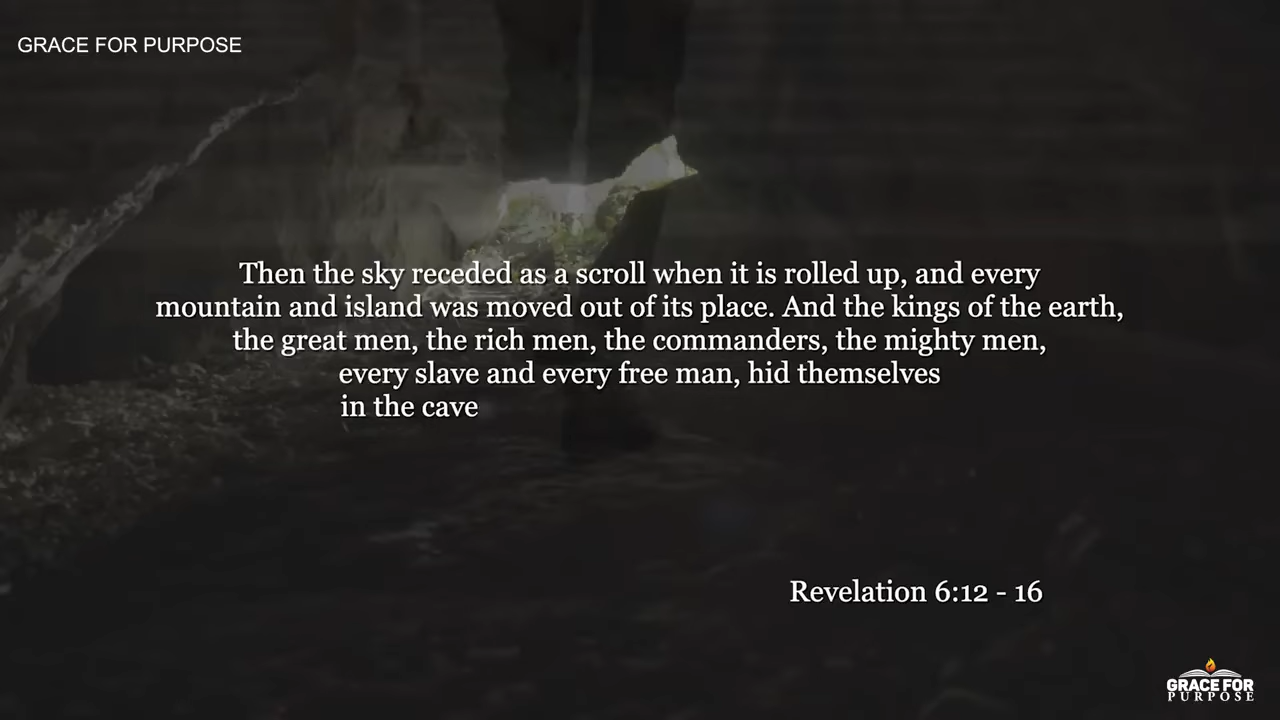 GRACE FOR PURPOSE
Then the sky receded as a scroll when it is rolled up, and every
mountain and island was moved out of its place. And the kings of the earth,
the great men, the rich men, the commanders, the mighty men,
every slave and every free man, hid themselves
in the cave
Revelation 6:12 - 16
GRACE FOR
PURPOSE